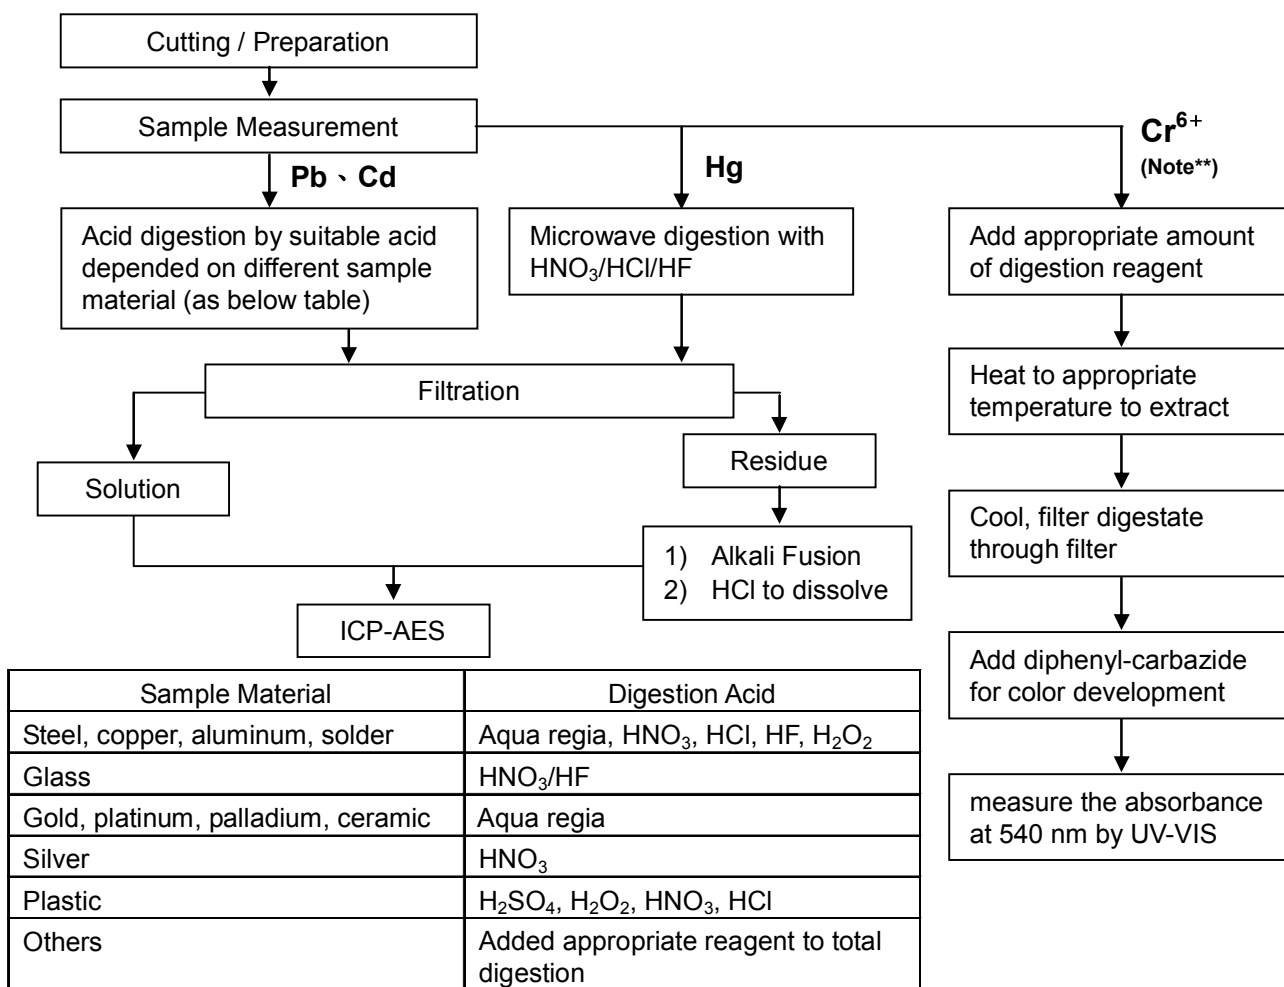 Cutting / Preparation
Sample Measurement
Pb、Cd
Hg
Cr⁶⁺
(Note**)
Acid digestion by suitable acid
depended on different sample
material (as below table)
Microwave digestion with
HNO₃/HCl/HF
Add appropriate amount
of digestion reagent
Filtration
Heat to appropriate
temperature to extract
Solution
Residue
Cool, filter digestate
through filter
1) Alkali Fusion
2) HCl to dissolve
ICP-AES
Add diphenyl-carbazide
for color development
measure the absorbance
at 540 nm by UV-VIS
Sample Material Digestion Acid
Steel, copper, aluminum, solder Aqua regia, HNO₃, HCl, HF, H₂O₂
Glass HNO₃/HF
Gold, platinum, palladium, ceramic Aqua regia
Silver HNO₃
Plastic H₂SO₄, H₂O₂, HNO₃, HCl
Others Added appropriate reagent to total
digestion